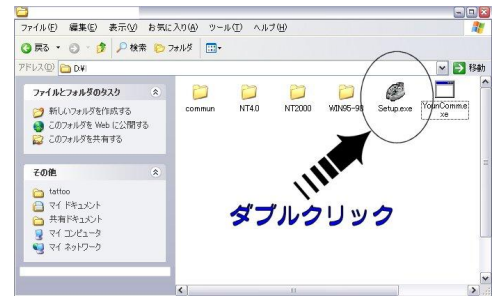 ファイル(F) 編集(E) 表示(V) お気に入り(A) ツール(T) ヘルプ(H)
戻る 検索 フォルダ
アドレス(D) D:¥ 移動
ファイルとフォルダのタスク
新しいフォルダを作成する
このフォルダを Web に公開する
このフォルダを共有する
その他
tattoo
マイ ドキュメント
共有ドキュメント
マイ コンピュータ
マイ ネットワーク
commun NT4.0 NT2000 WIN95-98 Setup.exe YounComm.e
xe
ダブルクリック